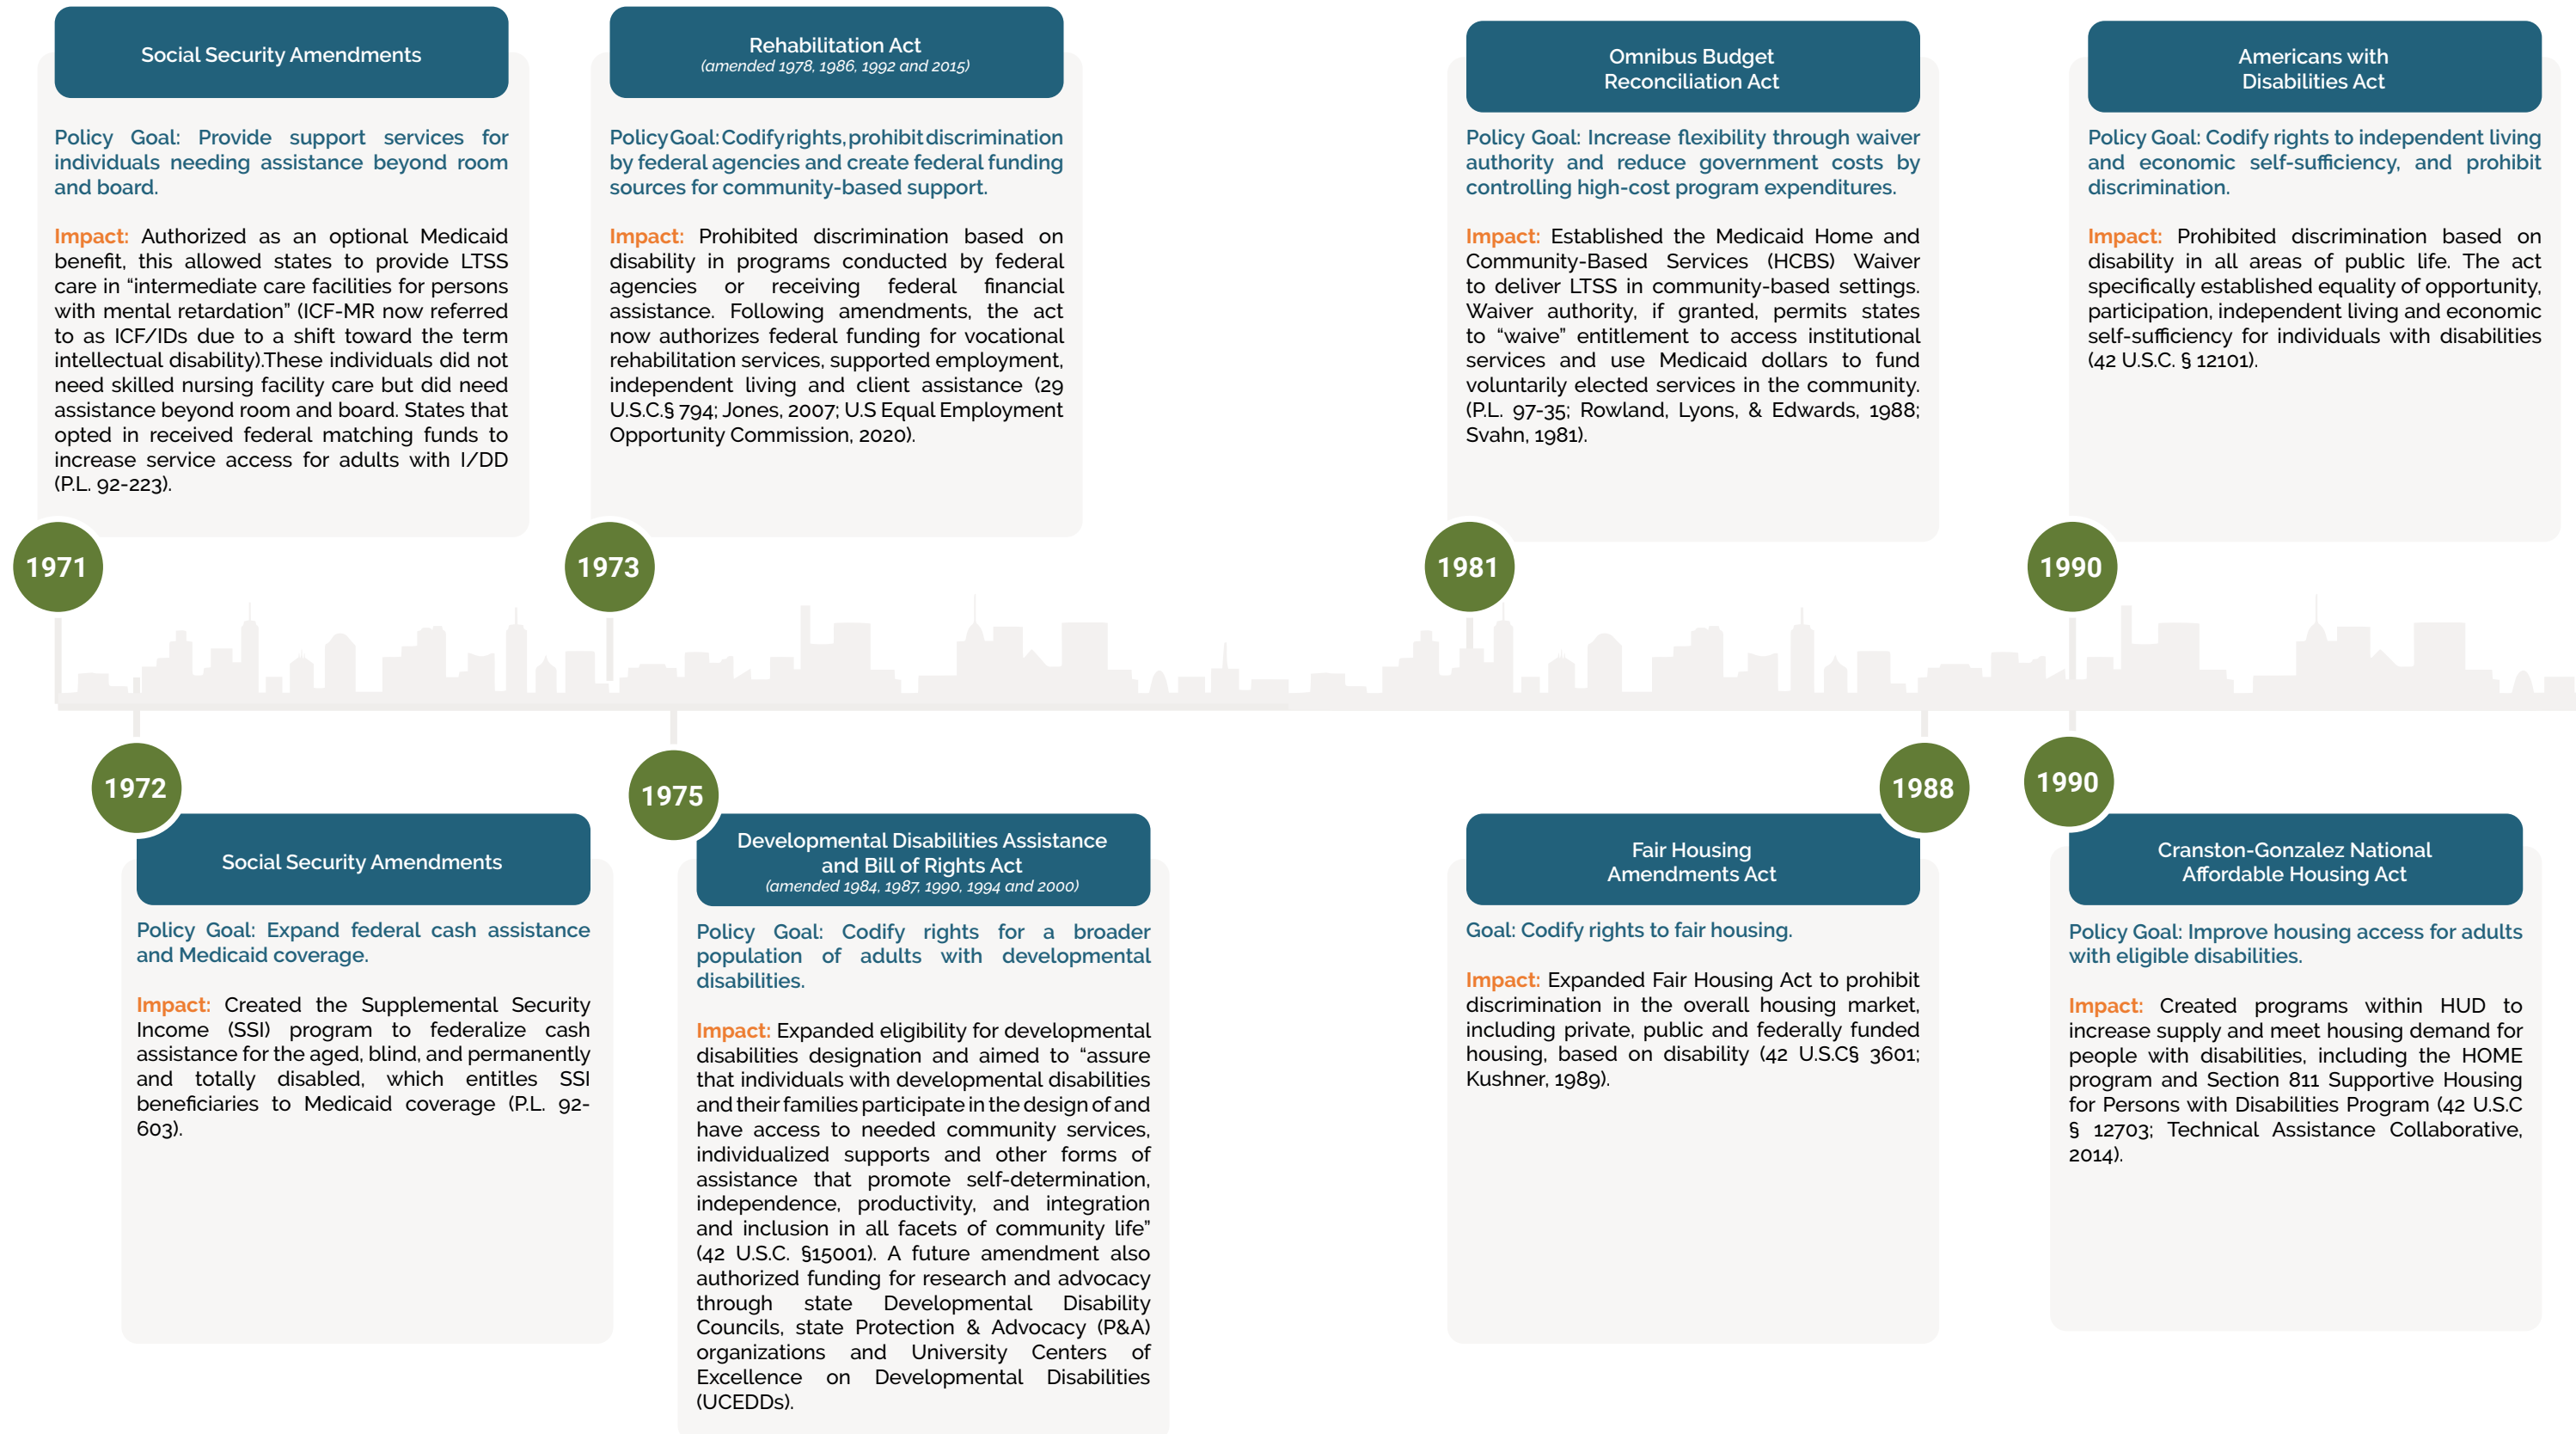 Social Security Amendments
Policy Goal: Provide support services for
individuals needing assistance beyond room
and board.
Impact: Authorized as an optional Medicaid
benefit, this allowed states to provide LTSS
care in “intermediate care facilities for persons
with mental retardation” (ICF-MR now referred
to as ICF/IDs due to a shift toward the term
intellectual disability).These individuals did not
need skilled nursing facility care but did need
assistance beyond room and board. States that
opted in received federal matching funds to
increase service access for adults with I/DD
(P.L. 92-223).
1971
Rehabilitation Act
(amended 1978, 1986, 1992 and 2015)
Policy Goal: Codify rights, prohibit discrimination
by federal agencies and create federal funding
sources for community-based support.
Impact: Prohibited discrimination based on
disability in programs conducted by federal
agencies or receiving federal financial
assistance. Following amendments, the act
now authorizes federal funding for vocational
rehabilitation services, supported employment,
independent living and client assistance (29
U.S.C.§ 794; Jones, 2007; U.S Equal Employment
Opportunity Commission, 2020).
1973
Omnibus Budget
Reconciliation Act
Policy Goal: Increase flexibility through waiver
authority and reduce government costs by
controlling high-cost program expenditures.
Impact: Established the Medicaid Home and
Community-Based Services (HCBS) Waiver
to deliver LTSS in community-based settings.
Waiver authority, if granted, permits states
to “waive” entitlement to access institutional
services and use Medicaid dollars to fund
voluntarily elected services in the community.
(P.L. 97-35; Rowland, Lyons, & Edwards, 1988;
Svahn, 1981).
1981
Americans with
Disabilities Act
Policy Goal: Codify rights to independent living
and economic self-sufficiency, and prohibit
discrimination.
Impact: Prohibited discrimination based on
disability in all areas of public life. The act
specifically established equality of opportunity,
participation, independent living and economic
self-sufficiency for individuals with disabilities
(42 U.S.C. § 12101).
1990
1972
Social Security Amendments
Policy Goal: Expand federal cash assistance
and Medicaid coverage.
Impact: Created the Supplemental Security
Income (SSI) program to federalize cash
assistance for the aged, blind, and permanently
and totally disabled, which entitles SSI
beneficiaries to Medicaid coverage (P.L. 92-
603).
1975
Developmental Disabilities Assistance
and Bill of Rights Act
(amended 1984, 1987, 1990, 1994 and 2000)
Policy Goal: Codify rights for a broader
population of adults with developmental
disabilities.
Impact: Expanded eligibility for developmental
disabilities designation and aimed to “assure
that individuals with developmental disabilities
and their families participate in the design of and
have access to needed community services,
individualized supports and other forms of
assistance that promote self-determination,
independence, productivity, and integration
and inclusion in all facets of community life”
(42 U.S.C. §15001). A future amendment also
authorized funding for research and advocacy
through state Developmental Disability
Councils, state Protection & Advocacy (P&A)
organizations and University Centers of
Excellence on Developmental Disabilities
(UCEDDs).
1988
Fair Housing
Amendments Act
Goal: Codify rights to fair housing.
Impact: Expanded Fair Housing Act to prohibit
discrimination in the overall housing market,
including private, public and federally funded
housing, based on disability (42 U.S.C§ 3601;
Kushner, 1989).
1990
Cranston-Gonzalez National
Affordable Housing Act
Policy Goal: Improve housing access for adults
with eligible disabilities.
Impact: Created programs within HUD to
increase supply and meet housing demand for
people with disabilities, including the HOME
program and Section 811 Supportive Housing
for Persons with Disabilities Program (42 U.S.C
§ 12703; Technical Assistance Collaborative,
2014).